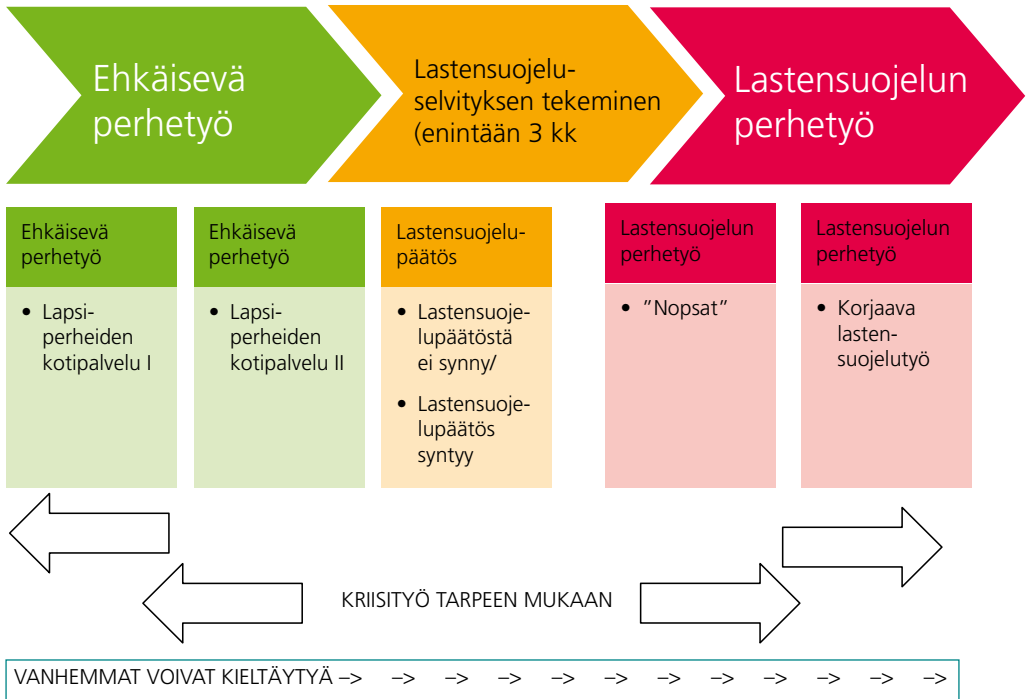 Ehkäisevä
perhetyö
Lastensuojelu-
selvityksen tekeminen
(enintään 3 kk
Lastensuojelun
perhetyö
Ehkäisevä
perhetyö
• Lapsi-
perheiden
kotipalvelu I
Ehkäisevä
perhetyö
• Lapsi-
perheiden
kotipalvelu II
Lastensuojelu-
päätös
• Lastensuoje-
lupäätöstä
ei synny/
• Lastensuoje-
lupäätös
syntyy
Lastensuojelun
perhetyö
• ”Nopsat”
Lastensuojelun
perhetyö
• Korjaava
lasten-
suojelutyö
KRIISITYÖ TARPEEN MUKAAN
VANHEMMAT VOIVAT KIELTÄYTYÄ –> –> –> –> –> –> –> –> –> –> –> –>